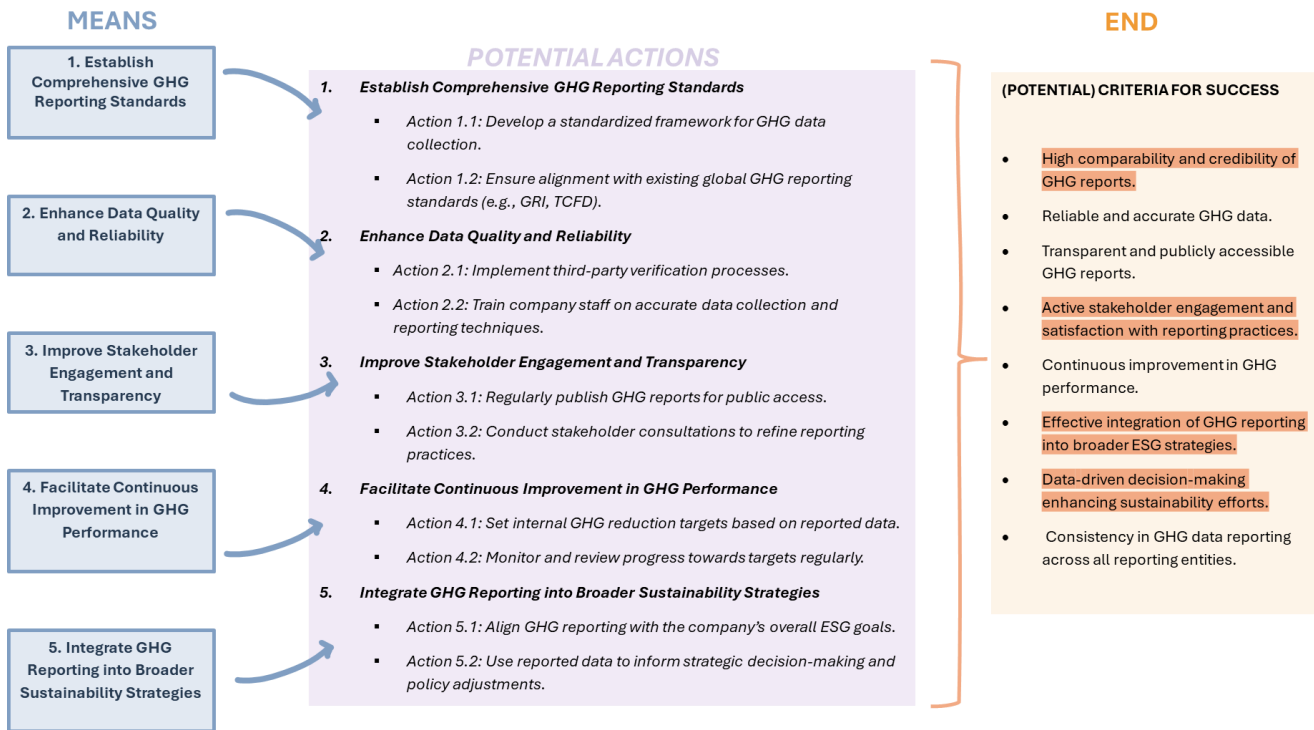 MEANS
1. Establish
Comprehensive GHG
Reporting Standards
2. Enhance Data Quality
and Reliability
3. Improve Stakeholder
Engagement and
Transparency
4. Facilitate Continuous
Improvement in GHG
Performance
5. Integrate GHG
Reporting into Broader
Sustainability Strategies
POTENTIAL ACTIONS
1. Establish Comprehensive GHG Reporting Standards
▪ Action 1.1: Develop a standardized framework for GHG data
collection.
▪ Action 1.2: Ensure alignment with existing global GHG reporting
standards (e.g., GRI, TCFD).
2. Enhance Data Quality and Reliability
▪ Action 2.1: Implement third-party verification processes.
▪ Action 2.2: Train company staff on accurate data collection and
reporting techniques.
3. Improve Stakeholder Engagement and Transparency
▪ Action 3.1: Regularly publish GHG reports for public access.
▪ Action 3.2: Conduct stakeholder consultations to refine reporting
practices.
4. Facilitate Continuous Improvement in GHG Performance
▪ Action 4.1: Set internal GHG reduction targets based on reported data.
▪ Action 4.2: Monitor and review progress towards targets regularly.
5. Integrate GHG Reporting into Broader Sustainability Strategies
▪ Action 5.1: Align GHG reporting with the company's overall ESG goals.
▪ Action 5.2: Use reported data to inform strategic decision-making and
policy adjustments.
END
(POTENTIAL) CRITERIA FOR SUCCESS
• High comparability and credibility of
GHG reports.
• Reliable and accurate GHG data.
• Transparent and publicly accessible
GHG reports.
• Active stakeholder engagement and
satisfaction with reporting practices.
• Continuous improvement in GHG
performance.
• Effective integration of GHG reporting
into broader ESG strategies.
• Data-driven decision-making
enhancing sustainability efforts.
• Consistency in GHG data reporting
across all reporting entities.